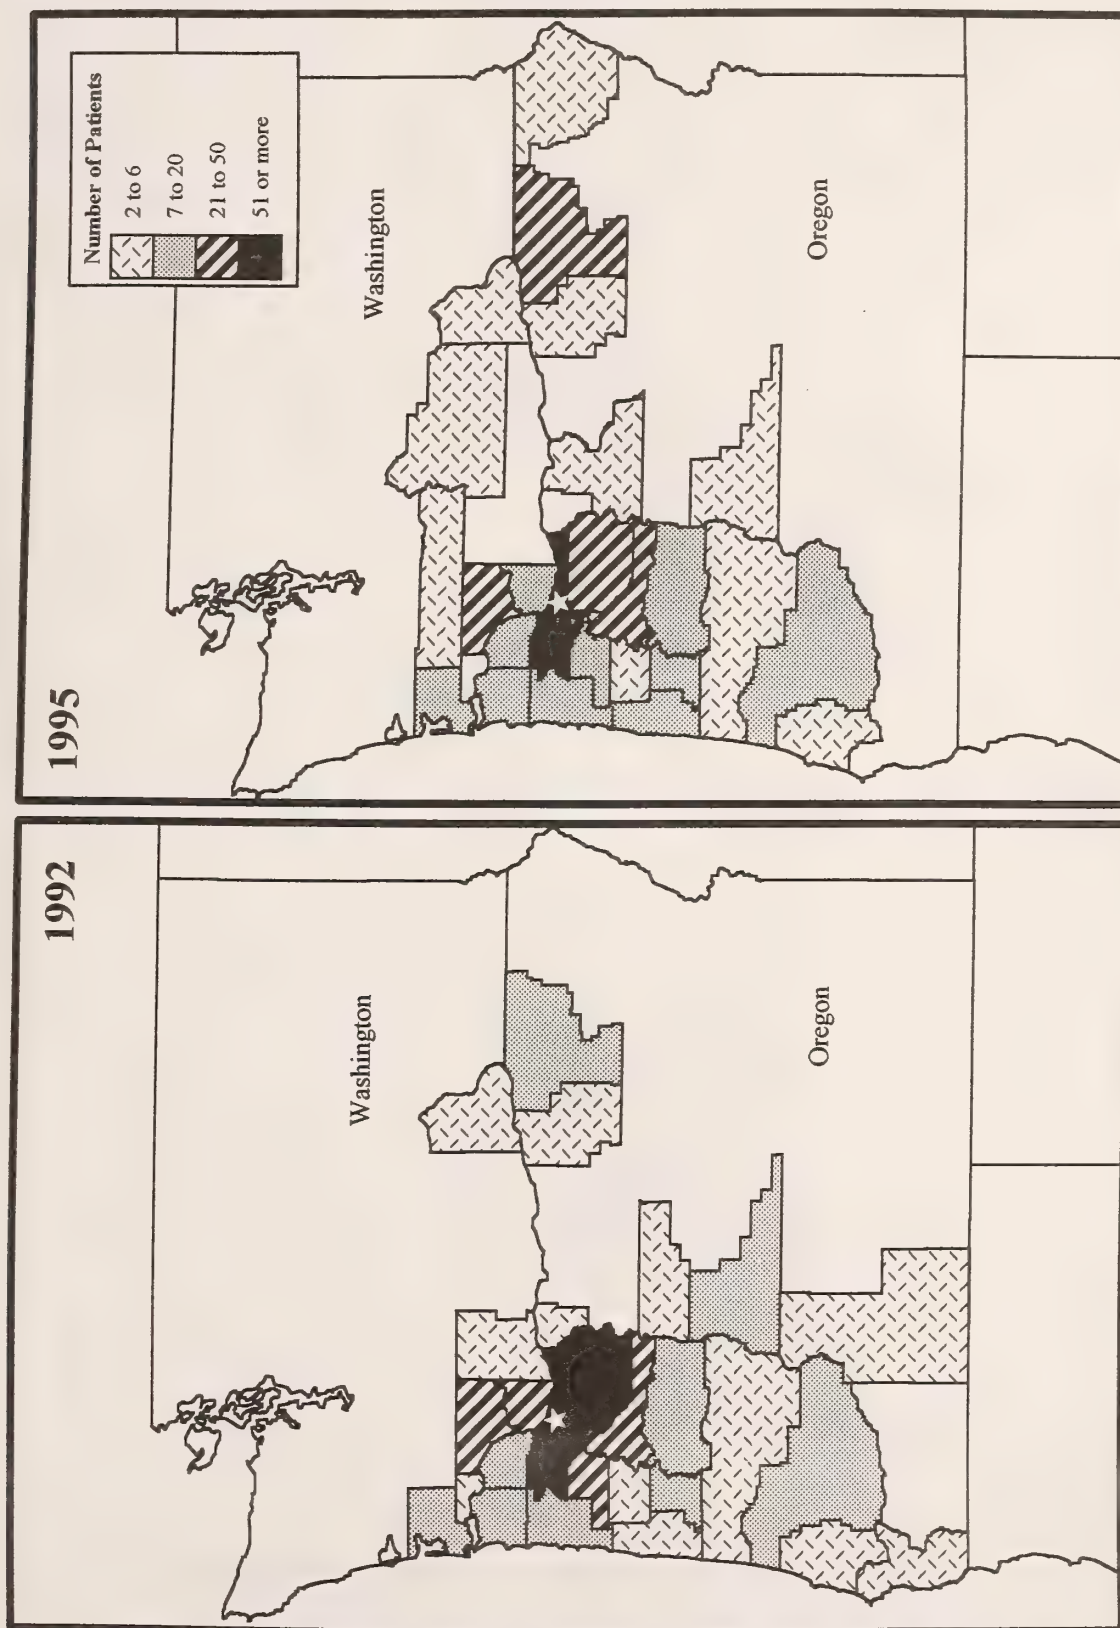 1992
Washington
Oregon
1995
Number of Patients
2 to 6
7 to 20
21 to 50
51 or more
Washington
Oregon